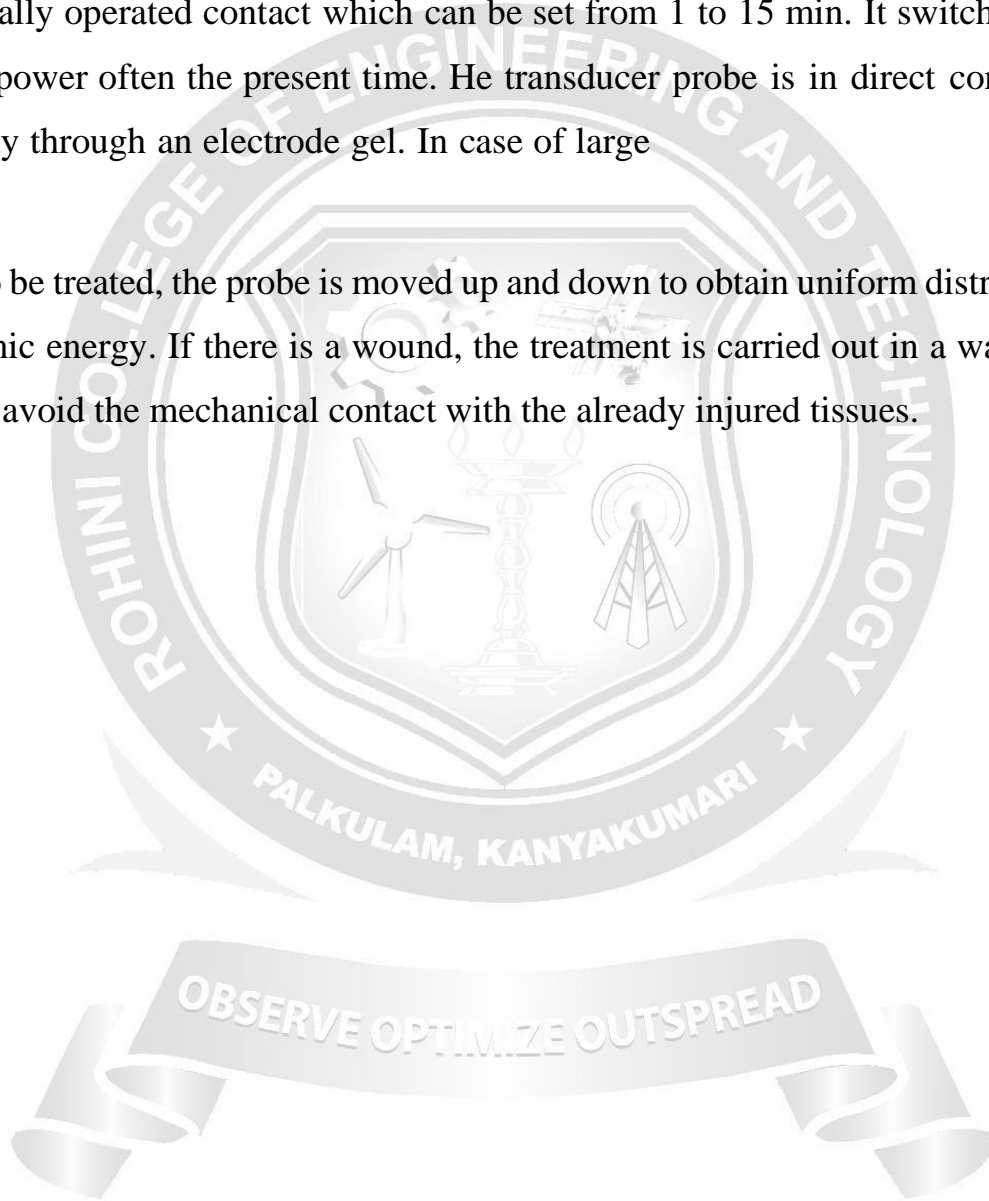 ally operated contact which can be set from 1 to 15 min. It switch
power often the present time. He transducer probe is in direct cor
y through an electrode gel. In case of large
be treated, the probe is moved up and down to obtain uniform distr
nic energy. If there is a wound, the treatment is carried out in a wa
avoid the mechanical contact with the already injured tissues.
ROHINI COLLEGE OF ENGINEERING AND TECHNOLOGY
PALKULAM, KANYAKUMARI
OBSERVE OPTIMIZE OUTSPREAD